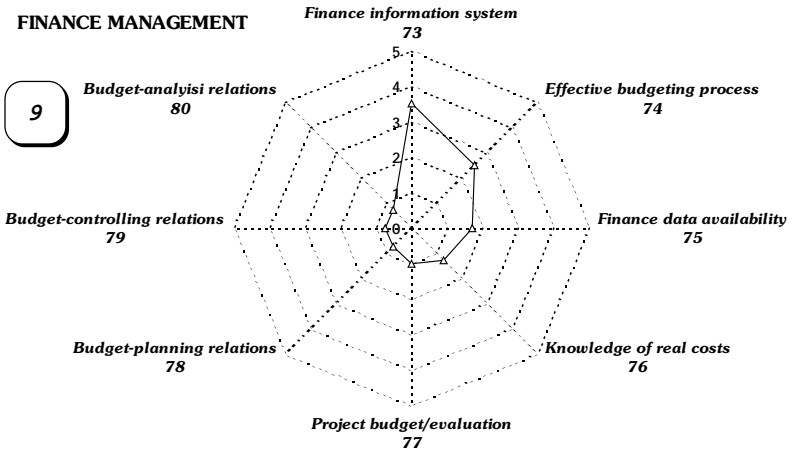 FINANCE MANAGEMENT
Finance information system
73
9
Budget-analyisi relations
80
Effective budgeting process
74
5
4
3
2
1
0
Budget-controlling relations
79
Finance data availability
75
Budget-planning relations
78
Knowledge of real costs
76
Project budget/evaluation
77